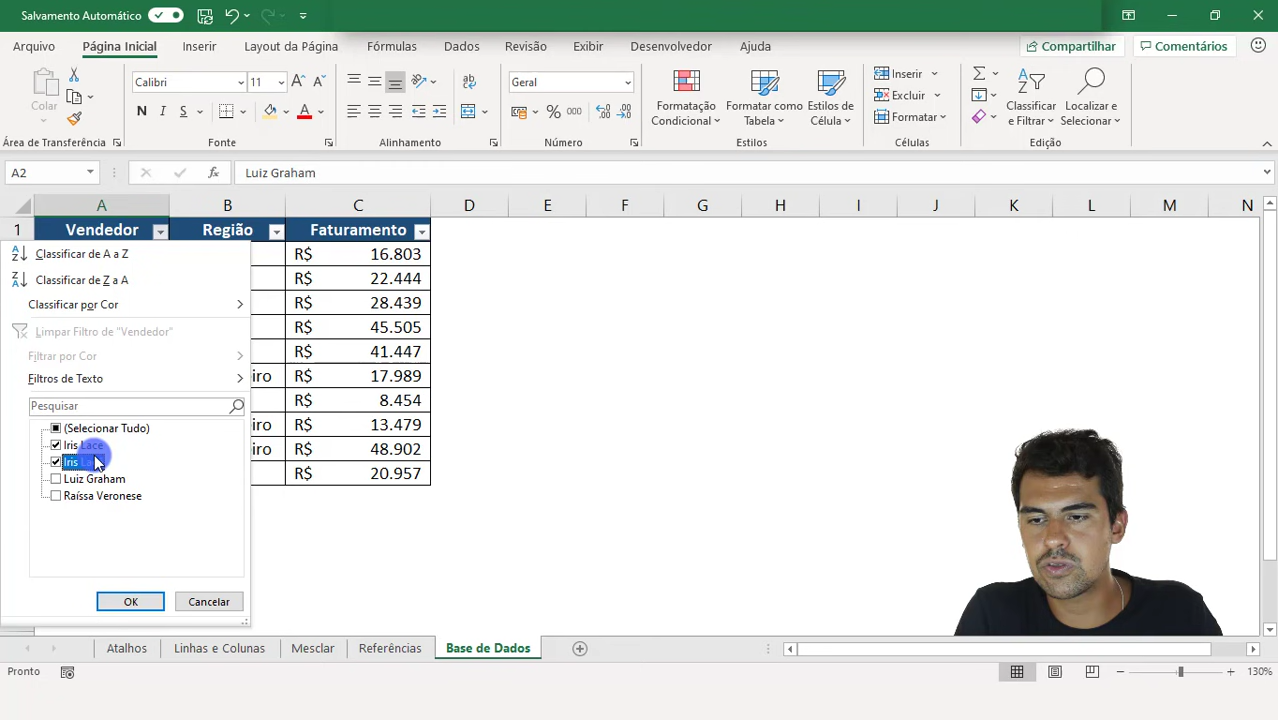 Salvamento Automático
Arquivo Página Inicial Inserir Layout da Página Fórmulas Dados Revisão Exibir Desenvolvedor Ajuda Compartilhar Comentários
Colar
Calibri 11
N I S
Geral
% 000
Formatação Condicional
Formatar como Tabela
Estilos de Célula
Inserir
Excluir
Formatar
Classificar e Filtrar
Localizar e Selecionar
Área de Transferência Fonte Alinhamento Número Estilos Células Edição
A2 fx Luiz Graham
A B C D E F G H I J K L M N
1 Vendedor Região Faturamento
R$ 16.803
R$ 22.444
R$ 28.439
R$ 45.505
R$ 41.447
eiro R$ 17.989
R$ 8.454
eiro R$ 13.479
eiro R$ 48.902
R$ 20.957
Classificar de A a Z
Classificar de Z a A
Classificar por Cor
Limpar Filtro de "Vendedor"
Filtrar por Cor
Filtros de Texto
Pesquisar
(Selecionar Tudo)
Iris Lace
Iris
Luiz Graham
Raíssa Veronese
OK Cancelar
Atalhos Linhas e Colunas Mesclar Referências Base de Dados
Pronto 130%